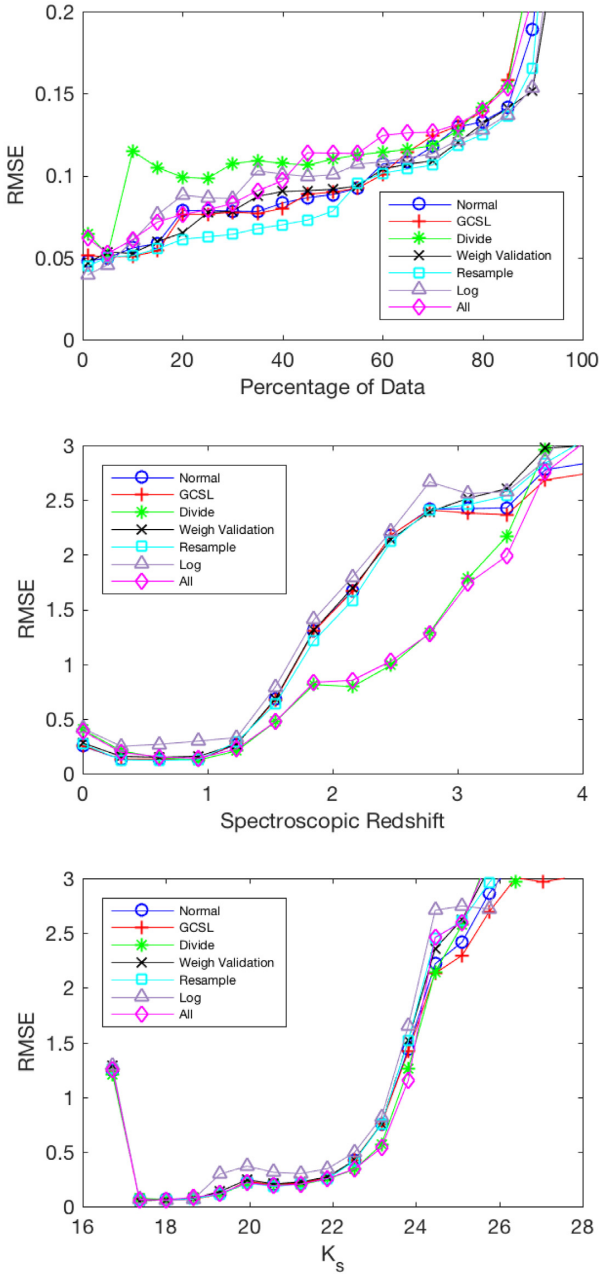 0.2
0.15
0.1
0.05
0
RMSE
Normal
GCSL
Divide
Weigh Validation
Resample
Log
All
0 20 40 60 80 100
Percentage of Data
3
2.5
2
1.5
1
0.5
0
RMSE
Normal
GCSL
Divide
Weigh Validation
Resample
Log
All
0 1 2 3 4
Spectroscopic Redshift
3
2.5
2
1.5
1
0.5
0
RMSE
Normal
GCSL
Divide
Weigh Validation
Resample
Log
All
16 18 20 22 24 26 28
Ks